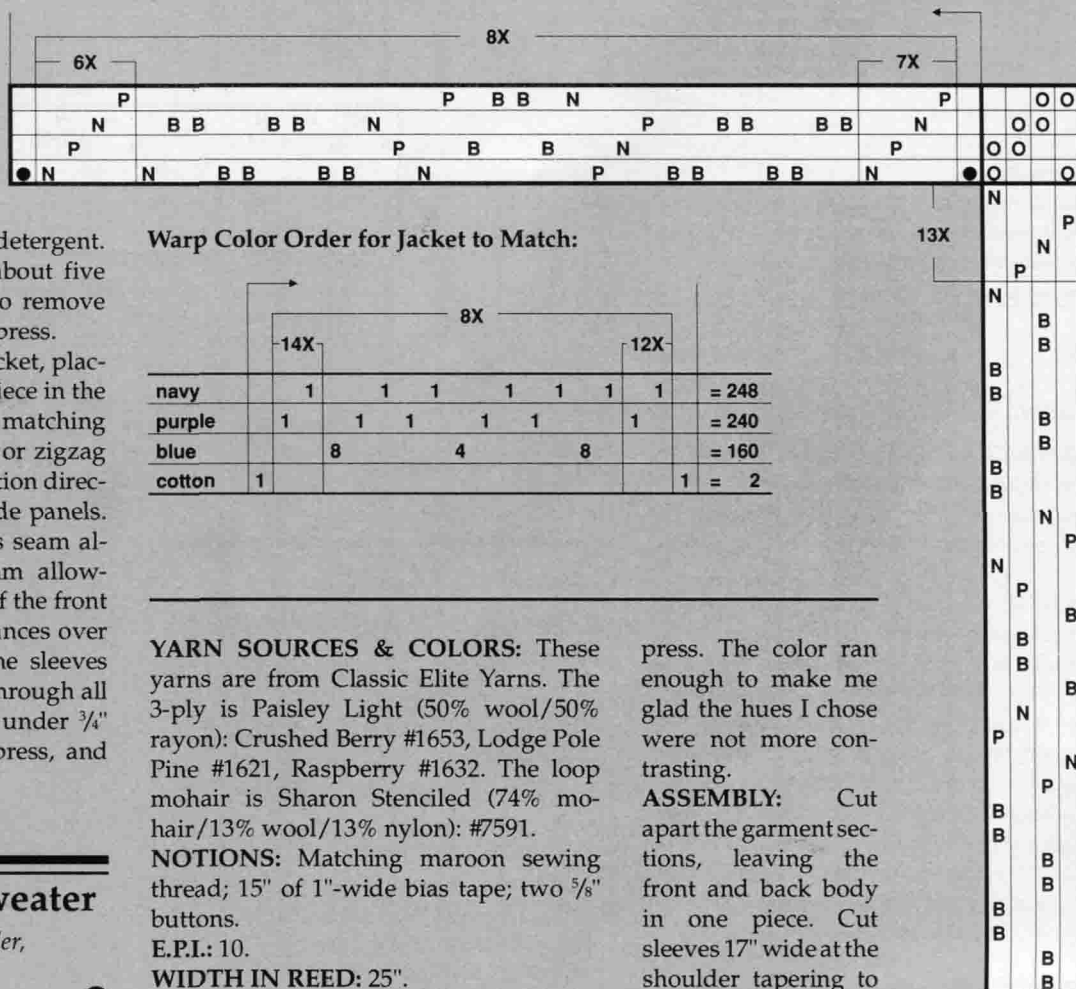 8X
6X 7X
P P B B N P O O
N B B B B N P B B B B N O O
P P B B N P O O
● N N B B B B N P B B B B N ● O O
N
P
N
P
N
B
B
B
B
B
B
B
B
N
P
N
P
B
B
B
B
N
P
N
P
B
B
B
B
B
B
B
B
13X
detergent.
bout five
o remove
press.
cket, plac-
iece in the
matching
or zigzag
tion direc-
de panels.
s seam al-
m allow-
f the front
nces over
ne sleeves
hrough all
under ¾"
press, and
veater
er,
Warp Color Order for Jacket to Match:
8X
14X 12X
navy 1 1 1 1 1 1 1 = 248
purple 1 1 1 1 1 1 = 240
blue 8 4 8 = 160
cotton 1 1 = 2
YARN SOURCES & COLORS: These
yarns are from Classic Elite Yarns. The
3-ply is Paisley Light (50% wool/50%
rayon): Crushed Berry #1653, Lodge Pole
Pine #1621, Raspberry #1632. The loop
mohair is Sharon Stenciled (74% mo-
hair/13% wool/13% nylon): #7591.
NOTIONS: Matching maroon sewing
thread; 15" of 1"-wide bias tape; two ⅝"
buttons.
E.P.I.: 10.
WIDTH IN REED: 25".
press. The color ran
enough to make me
glad the hues I chose
were not more con-
trasting.
ASSEMBLY: Cut
apart the garment sec-
tions, leaving the
front and back body
in one piece. Cut
sleeves 17" wide at the
shoulder tapering to